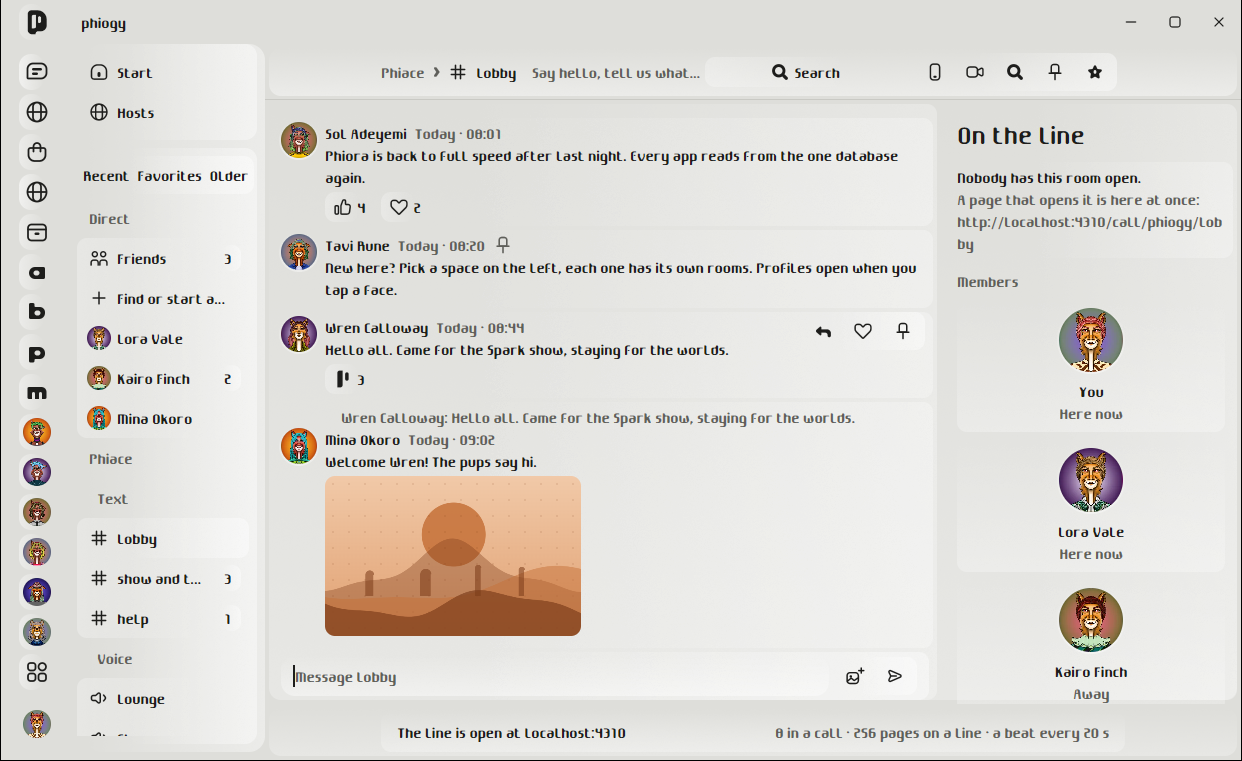 phiogy
Start
Hosts
Recent Favorites Older
Direct
Friends 3
Find or start a...
Lora Vale
Kairo Finch 2
Mina Okoro
Phiace
Text
Lobby
show and t... 3
help 1
Voice
Lounge
Phiace › # Lobby Say hello, tell us what...
Search
Sol Adeyemi Today · 08:01
Phiora is back to full speed after last night. Every app reads from the one database
again.
4 2
Tavi Rune Today · 08:20
New here? Pick a space on the left, each one has its own rooms. Profiles open when you
tap a face.
Wren Calloway Today · 08:44
Hello all. Came for the Spark show, staying for the worlds.
3
Wren Calloway: Hello all. Came for the Spark show, staying for the worlds.
Mina Okoro Today · 09:02
Welcome Wren! The pups say hi.
Message Lobby
On the line
Nobody has this room open.
A page that opens it is here at once:
http://localhost:4310/call/phiogy/lob
by
Members
You
Here now
Lora Vale
Here now
Kairo Finch
Away
The line is open at localhost:4310
0 in a call · 256 pages on a line · a beat every 20 s
a
b
p
m